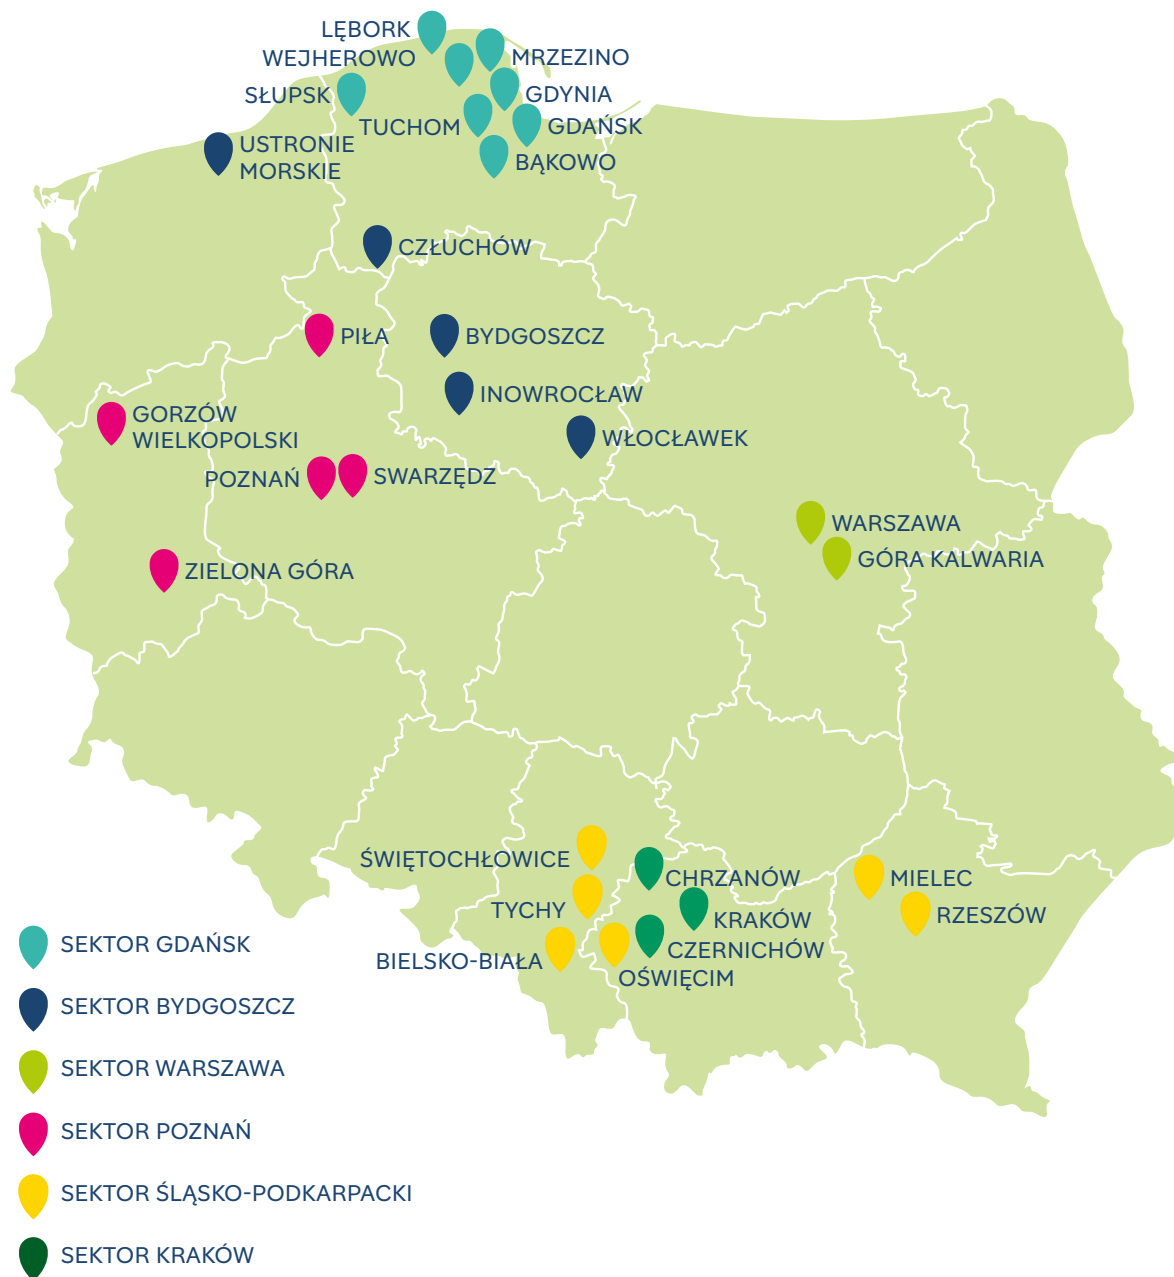 LĘBORK
WEJHEROWO
MRZEZINO
SŁUPSK
GDYNIA
TUCHOM
GDAŃSK
USTRONIE
MORSKIE
BĄKOWO
CZŁUCHÓW
PIŁA
BYDGOSZCZ
INOWROCŁAW
GORZÓW
WIELKOPOLSKI
WŁOCŁAWEK
POZNAŃ
SWARZĘDZ
WARSZAWA
GÓRA KALWARIA
ZIELONA GÓRA
ŚWIĘTOCHŁOWICE
CHRZANÓW
MIELEC
TYCHY
KRAKÓW
RZESZÓW
CZERNICHÓW
BIELSKO-BIAŁA
OŚWIĘCIM
SEKTOR GDAŃSK
SEKTOR BYDGOSZCZ
SEKTOR WARSZAWA
SEKTOR POZNAŃ
SEKTOR ŚLĄSKO-PODKARPACKI
SEKTOR KRAKÓW